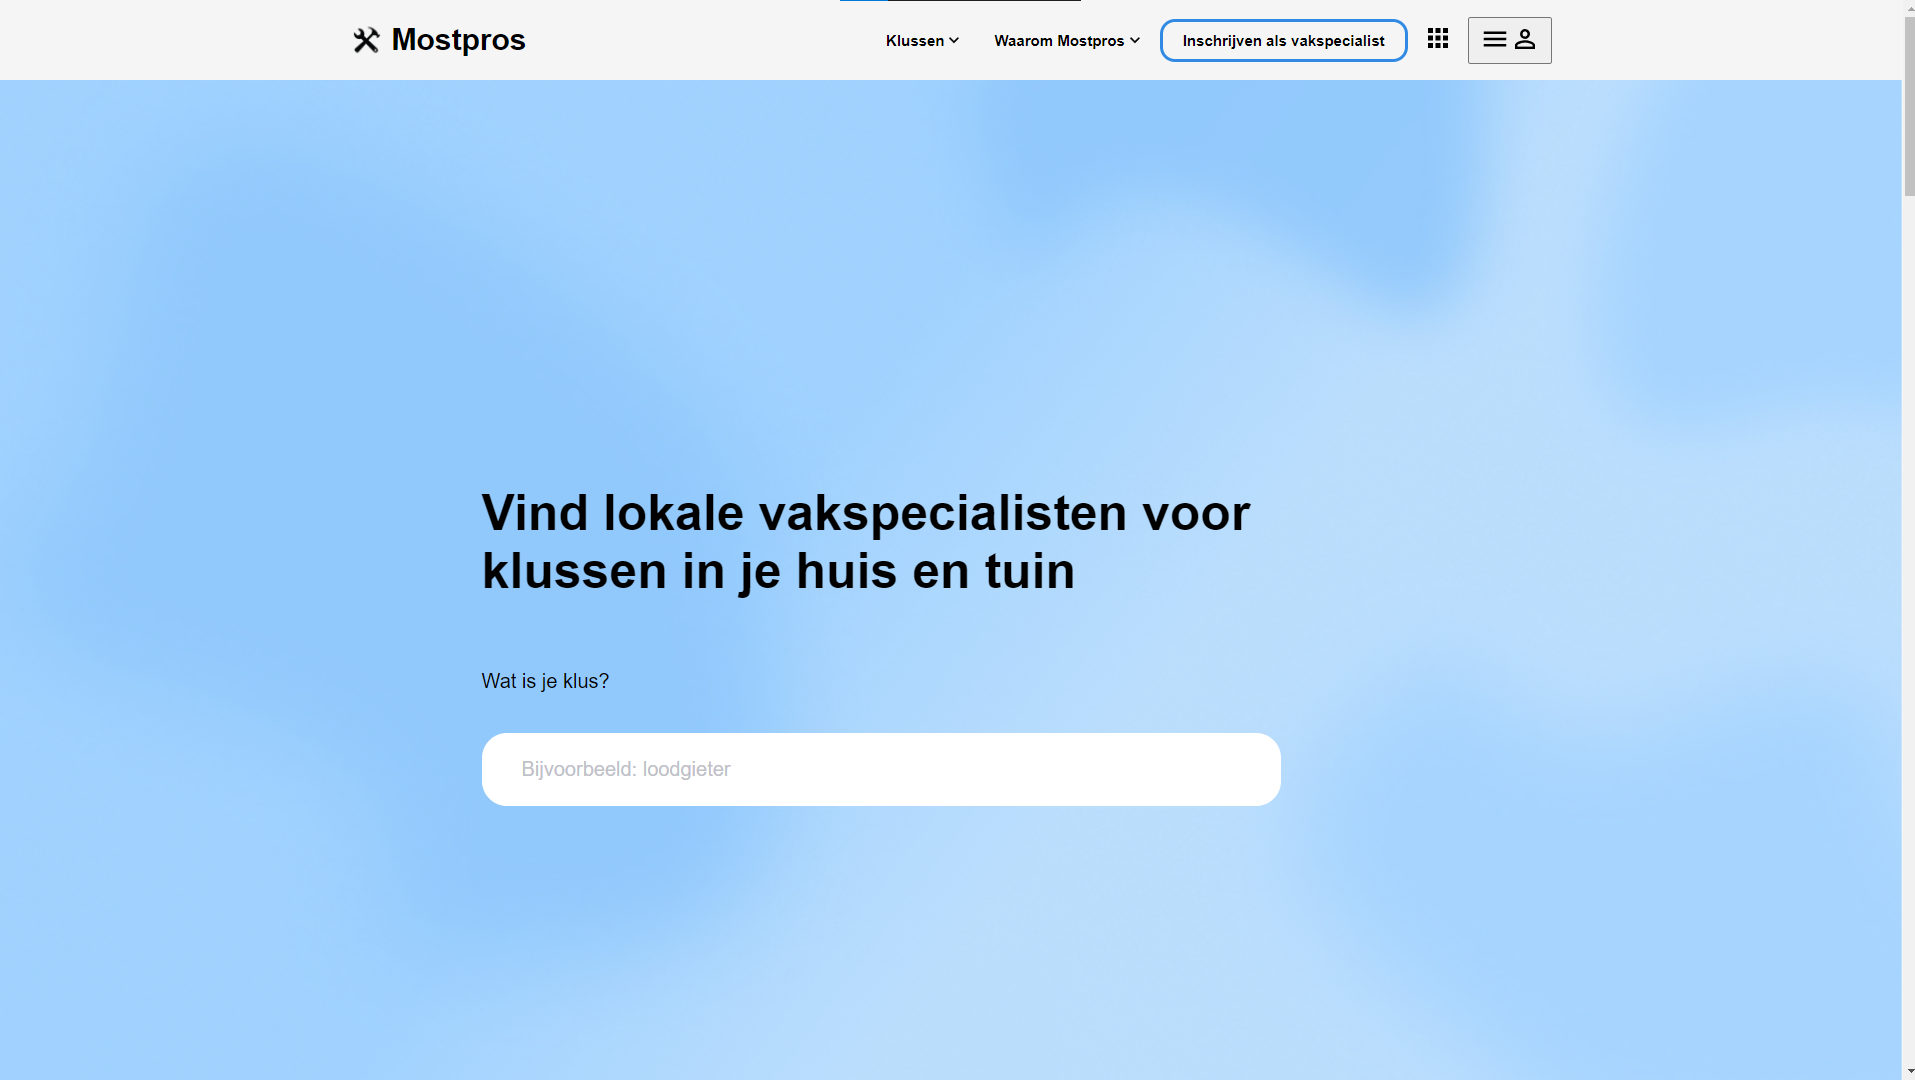 Mostpros
Klussen
Waarom Mostpros
Inschrijven als vakspecialist
Vind lokale vakspecialisten voor
klussen in je huis en tuin
Wat is je klus?
Bijvoorbeeld: loodgieter